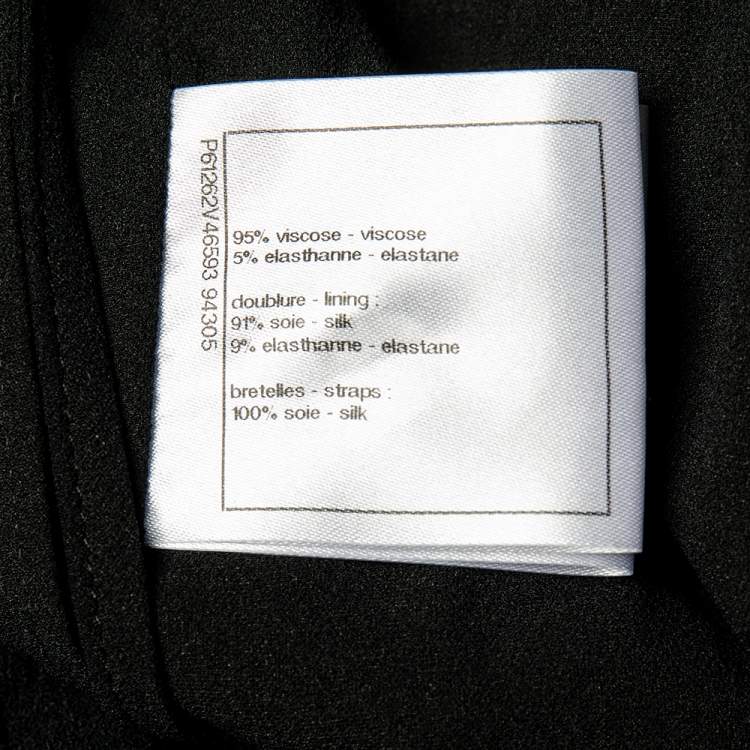 P61262V46593 94305
95% viscose - viscose
5% elasthanne - elastane
doublure - lining :
91% soie - silk
9% elasthanne - elastane
bretelles - straps :
100% soie - silk